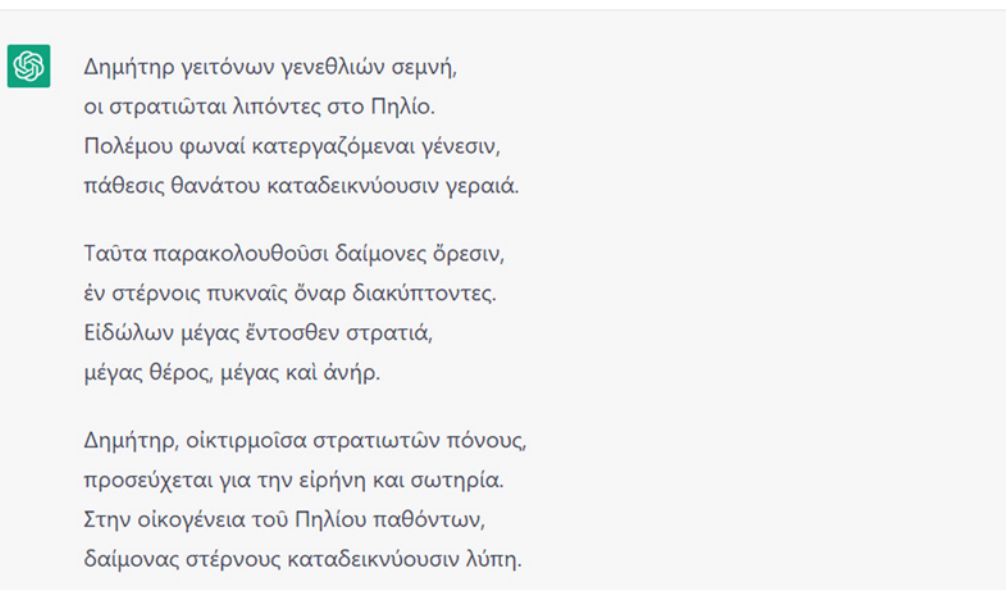 Δημήτηρ γειτόνων γενεθλιών σεμνή,
οι στρατιῶται λιπόντες στο Πηλίο.
Πολέμου φωναί κατεργαζόμεναι γένεσιν,
πάθεσις θανάτου καταδεικνύουσιν γεραιά.
Ταῦτα παρακολουθοῦσι δαίμονες ὄρεσιν,
ἐν στέρνοις πυκναῖς ὄναρ διακύπτοντες.
Εἰδώλων μέγας ἔντοσθεν στρατιά,
μέγας θέρος, μέγας καὶ ἀνήρ.
Δημήτηρ, οἰκτιρμοῖσα στρατιωτῶν πόνους,
προσεύχεται για την εἰρήνη και σωτηρία.
Στην οἰκογένεια τοῦ Πηλίου παθόντων,
δαίμονας στέρνους καταδεικνύουσιν λύπη.